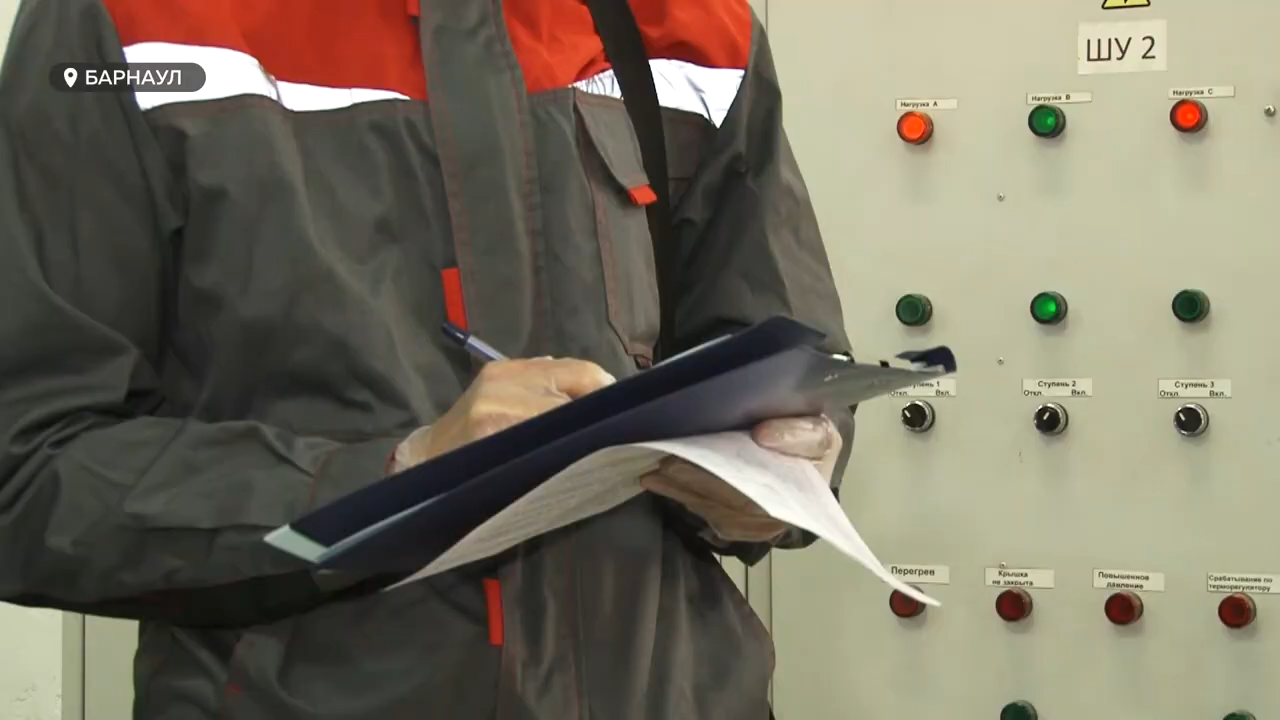 БАРНАУЛ
ШУ 2
Нагрузка А
Нагрузка В
Нагрузка С
Ступень 2
Откл. Вкл.
Ступень 3
Откл. Вкл.
1
Откл. Вкл.
Перегрев
Крышка
не закрыта
Повышенное
давление
Срабатывание по
терморегулятору